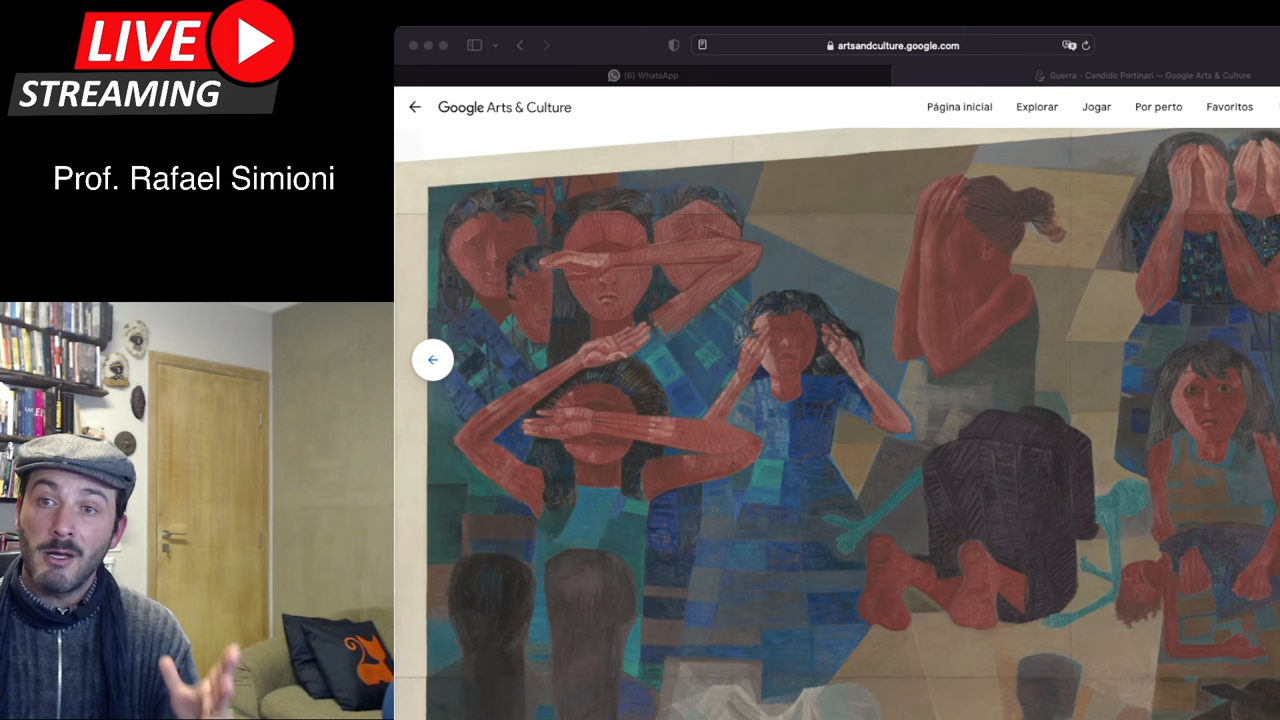 LIVE
STREAMING
Prof. Rafael Simioni
artsandculture.google.com
(6) WhatsApp
Guerra - Candido Portinari — Google Arts & Culture
Google Arts & Culture
Página inicial
Explorar
Jogar
Por perto
Favoritos